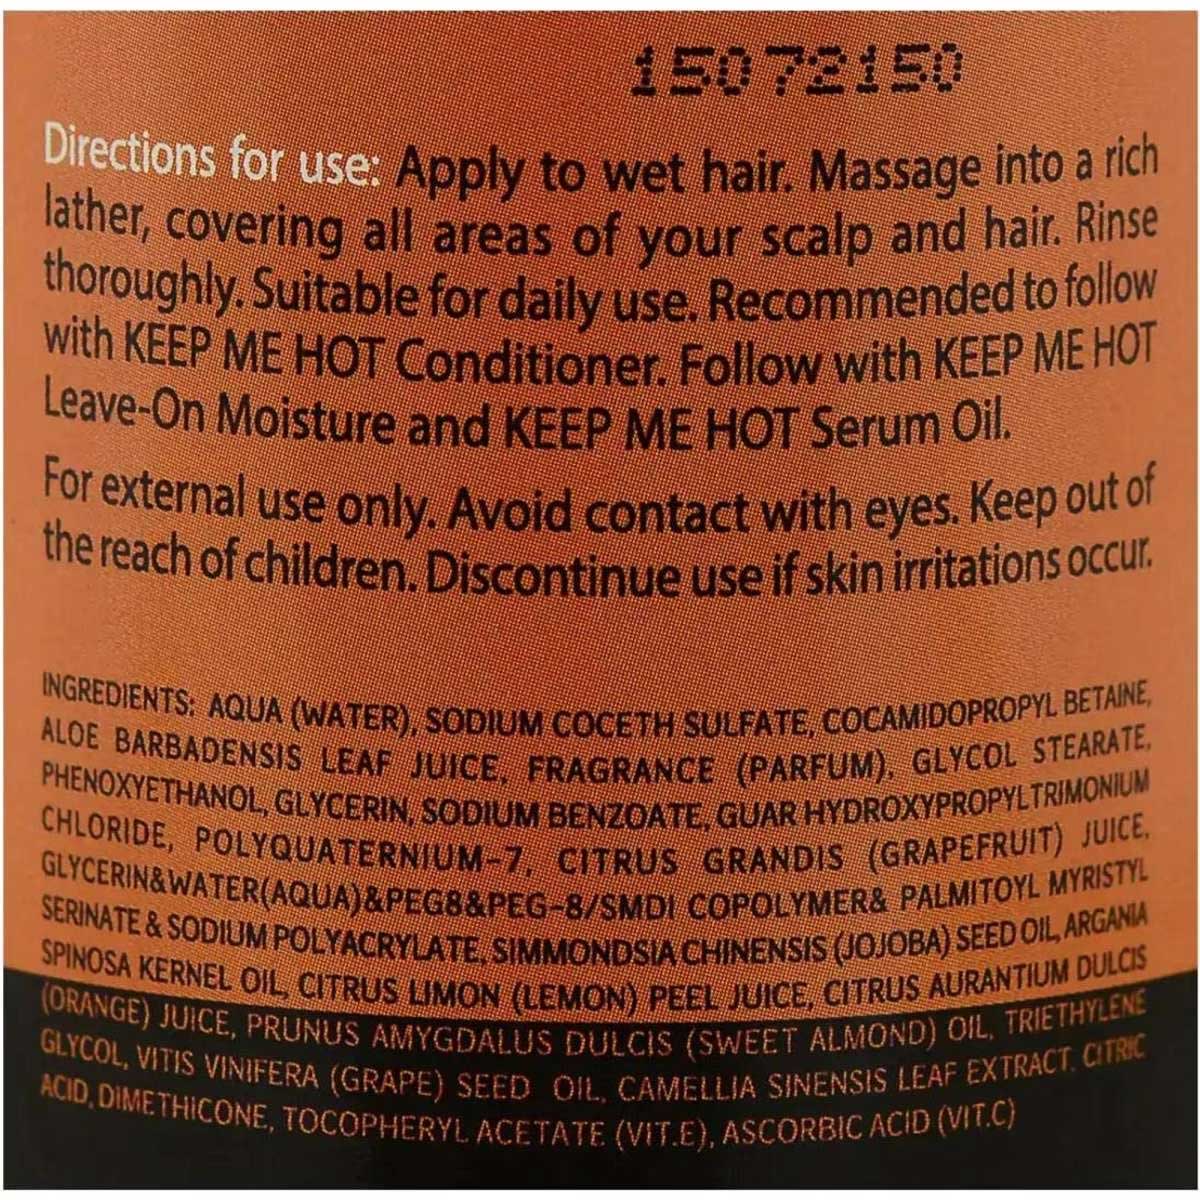 15072150
Directions for use: Apply to wet hair. Massage into a rich
lather, covering all areas of your scalp and hair. Rinse
thoroughly. Suitable for daily use. Recommended to follow
with KEEP ME HOT Conditioner. Follow with KEEP ME HOT
Leave-On Moisture and KEEP ME HOT Serum Oil.
For external use only. Avoid contact with eyes. Keep out of
the reach of children. Discontinue use if skin irritations occur.
INGREDIENTS: AQUA (WATER), SODIUM COCETH SULFATE, COCAMIDOPROPYL BETAINE,
ALOE BARBADENSIS LEAF JUICE, FRAGRANCE (PARFUM), GLYCOL STEARATE,
PHENOXYETHANOL, GLYCERIN, SODIUM BENZOATE, GUAR HYDROXYPROPYLTRIMONIUM
CHLORIDE, POLYQUATERNIUM-7, CITRUS GRANDIS (GRAPEFRUIT) JUICE,
GLYCERIN&WATER(AQUA)&PEG8&PEG-8/SMDI COPOLYMER& PALMITOYL MYRISTYL
SERINATE & SODIUM POLYACRYLATE, SIMMONDSIA CHINENSIS (JOJOBA) SEED OIL, ARGANIA
SPINOSA KERNEL OIL, CITRUS LIMON (LEMON) PEEL JUICE, CITRUS AURANTIUM DULCIS
(ORANGE) JUICE, PRUNUS AMYGDALUS DULCIS (SWEET ALMOND) OIL, TRIETHYLENE
GLYCOL, VITIS VINIFERA (GRAPE) SEED OIL, CAMELLIA SINENSIS LEAF EXTRACT. CITRIC
ACID, DIMETHICONE, TOCOPHERYL ACETATE (VIT.E), ASCORBIC ACID (VIT.C)